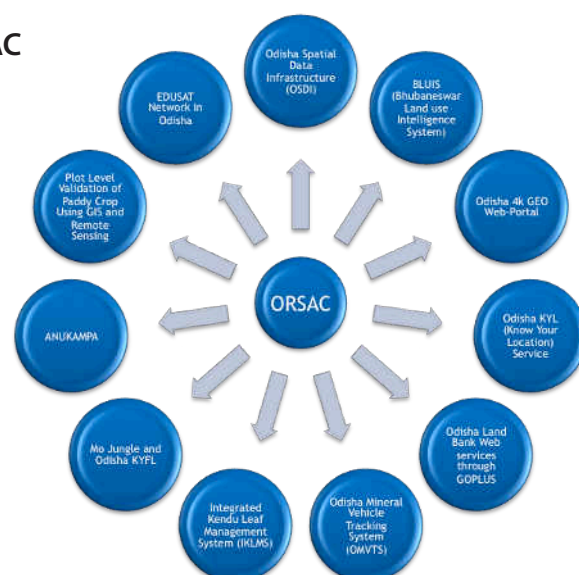 AC
Odisha Spatial
Data
Infrastructure
(OSDI)
BLUIS
(Bhubaneswar
Land use
Intelligence
System)
Odisha 4k GEO
Web-Portal
Odisha KYL
(Know Your
Location)
Service
Odisha Land
Bank Web
services
through
GOPLUS
Odisha Mineral
Vehicle
Tracking
System
(OMVTS)
Integrated
Kendu Leaf
Management
System (IKLMS)
Mo Jungle and
Odisha KYFL
ANUKAMPA
Plot Level
Validation of
Paddy Crop
Using GIS and
Remote
Sensing
EDUSAT
Network in
Odisha
ORSAC